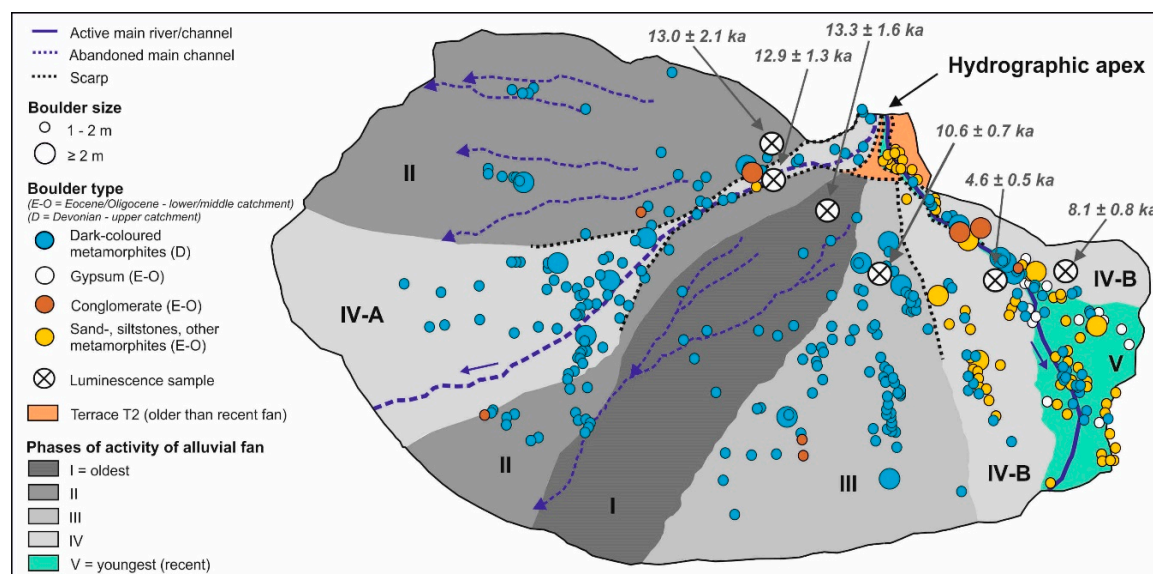 Active main river/channel
Abandoned main channel
Scarp
Boulder size
1 - 2 m
≥ 2 m
Boulder type
(E-O = Eocene/Oligocene - lower/middle catchment)
(D = Devonian - upper catchment)
Dark-coloured
metamorphites (D)
Gypsum (E-O)
Conglomerate (E-O)
Sand-, siltstones, other
metamorphites (E-O)
Luminescence sample
Terrace T2 (older than recent fan)
Phases of activity of alluvial fan
I = oldest
II
III
IV
V = youngest (recent)
13.0 ± 2.1 ka
13.3 ± 1.6 ka
12.9 ± 1.3 ka
Hydrographic apex
10.6 ± 0.7 ka
4.6 ± 0.5 ka
8.1 ± 0.8 ka
II
IV-B
IV-A
V
II
I
III
IV-B